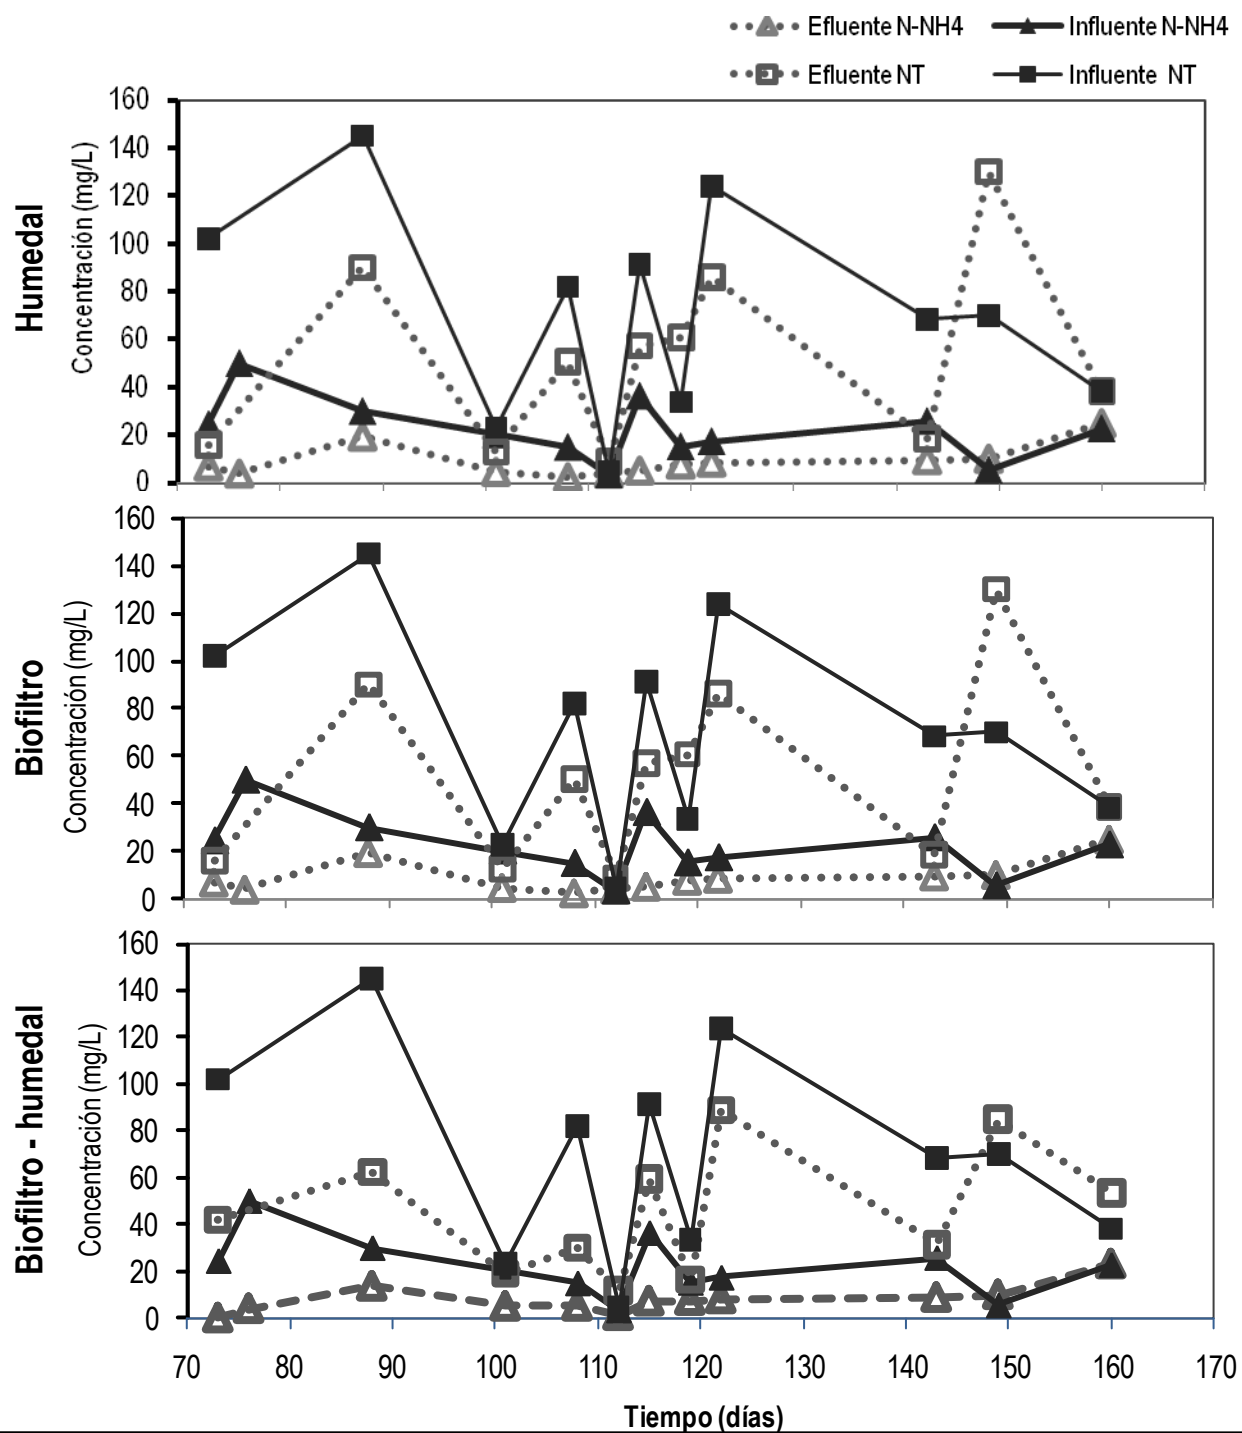 Efluente N-NH4 Influente N-NH4
Efluente NT Influente NT
Humedal
Concentración (mg/L)
160
140
120
100
80
60
40
20
0
Biofiltro
Concentración (mg/L)
160
140
120
100
80
60
40
20
0
Biofiltro - humedal
Concentración (mg/L)
160
140
120
100
80
60
40
20
0
70 80 90 100 110 120 130 140 150 160 170
Tiempo (días)